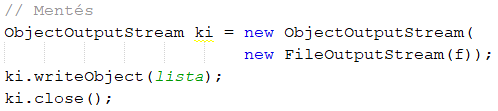 // Mentés
ObjectOutputStream ki = new ObjectOutputStream(
new FileOutputStream(f));
ki.writeObject(lista);
ki.close();